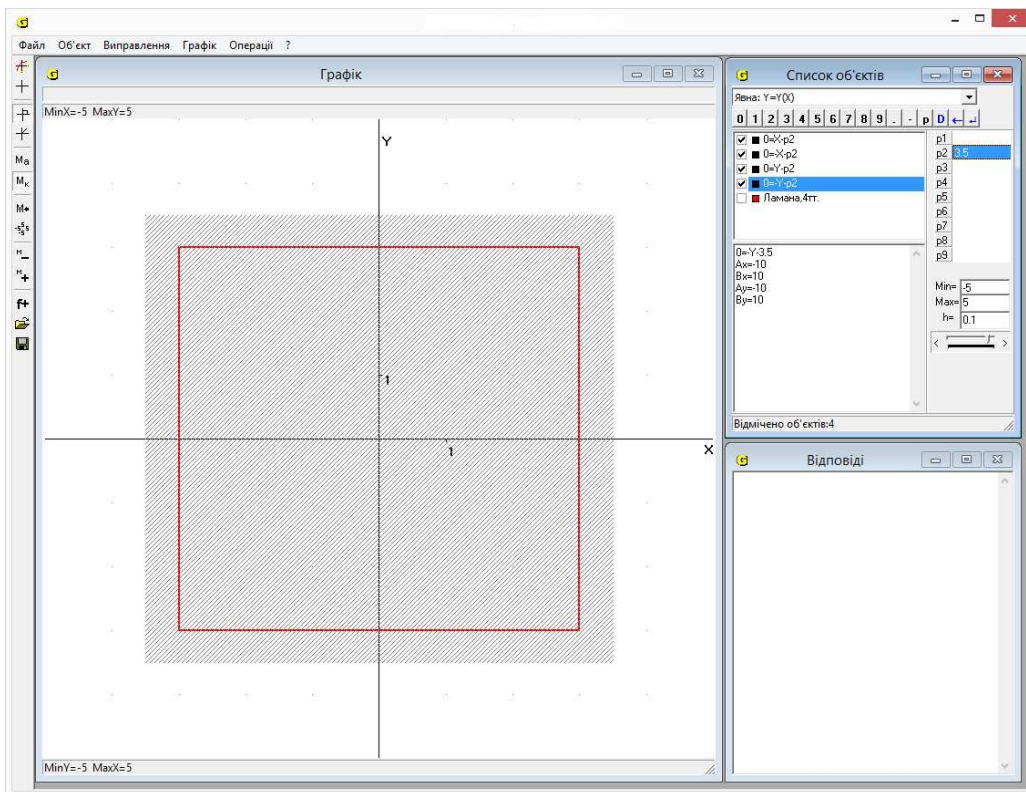 Файл Об'єкт Виправлення Графік Операції ?
Графік
MinX=-5 MaxY=5
Y
1
1
X
MinY=-5 MaxX=5
Ma
Мк
M
f+
Список об'єктів
Явна: Y=Y(X)
0 1 2 3 4 5 6 7 8 9 . - p D ← ↵
0=X-p2
0=-X-p2
0=Y-p2
0=-Y-p2
Ламана,4тт.
p1
p2 3.5
p3
p4
p5
p6
p7
p8
p9
0=-Y-3.5
Ax=-10
Bx=10
Ay=-10
By=10
Min= -5
Max= 5
h= 0.1
< >
Відмічено об'єктів:4
Відповіді